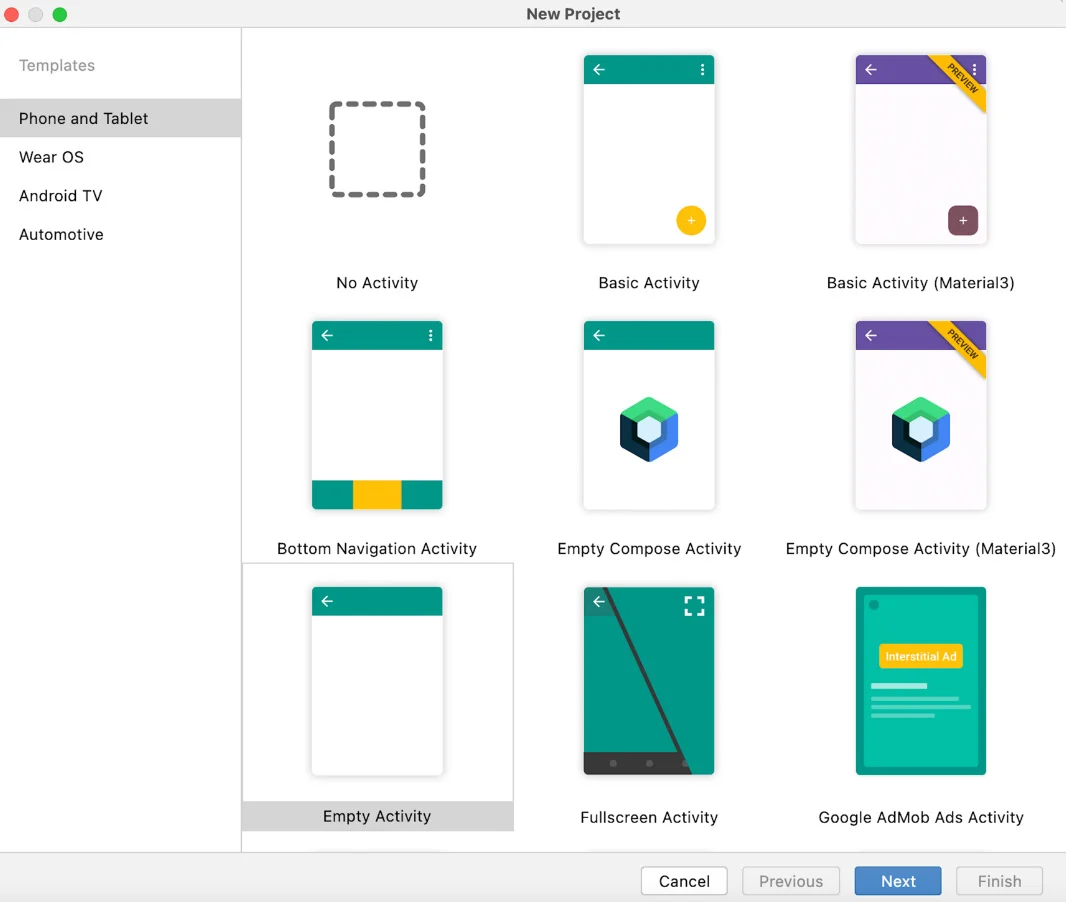 New Project
Templates
Phone and Tablet
Wear OS
Android TV
Automotive
PREVIEW
No Activity
Basic Activity
Basic Activity (Material3)
PREVIEW
Bottom Navigation Activity
Empty Compose Activity
Empty Compose Activity (Material3)
Interstitial Ad
Empty Activity
Fullscreen Activity
Google AdMob Ads Activity
Cancel
Previous
Next
Finish